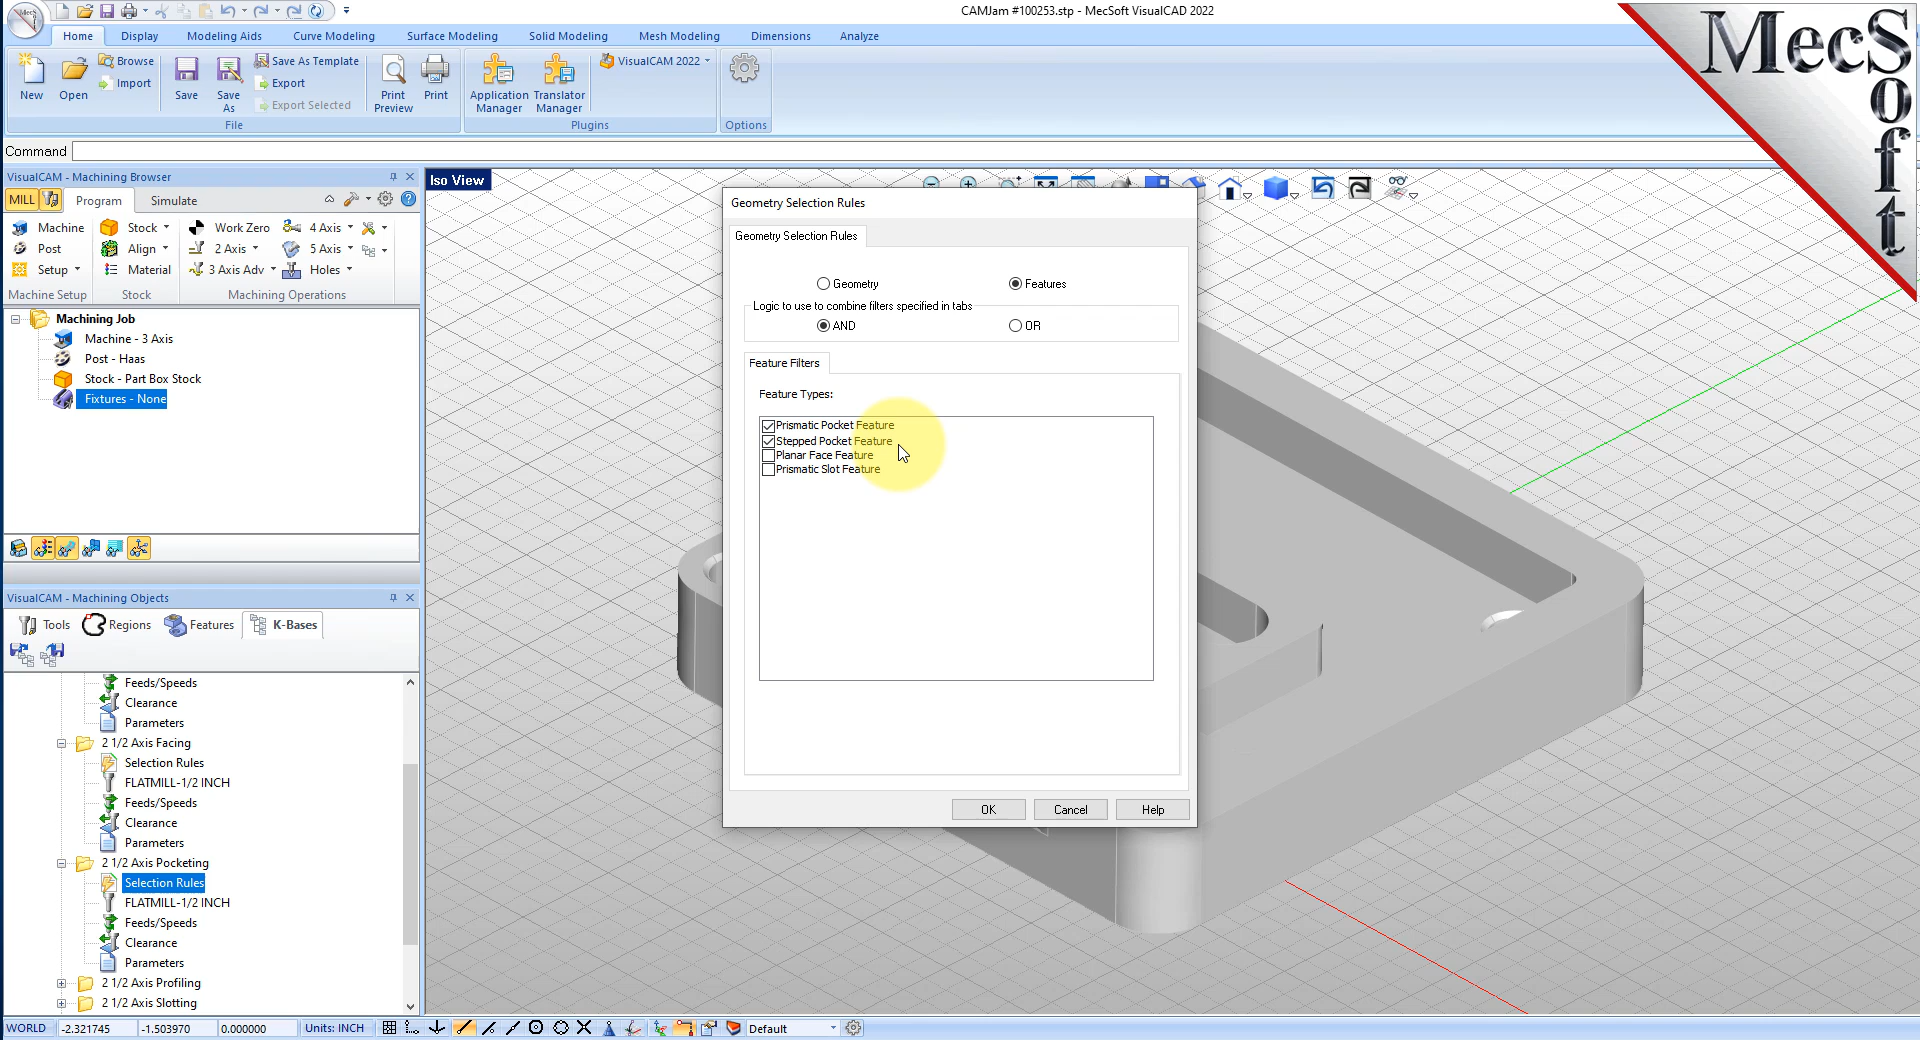 CAMJam #100253.stp - MecSoft VisualCAD 2022
MecSoft
Home Display Modeling Aids Curve Modeling Surface Modeling Solid Modeling Mesh Modeling Dimensions Analyze
New Open Browse Import Save Save As Save As Template Export Export Selected Print Preview Print Application Manager Translator Manager VisualCAM 2022
File Plugins Options
Command
VisualCAM - Machining Browser
MILL Program Simulate
Machine Stock Work Zero 4 Axis
Post Align 2 Axis 5 Axis
Setup Material 3 Axis Adv Holes
Machine Setup Stock Machining Operations
Machining Job
Machine - 3 Axis
Post - Haas
Stock - Part Box Stock
Fixtures - None
VisualCAM - Machining Objects
Tools Regions Features K-Bases
Feeds/Speeds
Clearance
Parameters
2 1/2 Axis Facing
Selection Rules
FLATMILL-1/2 INCH
Feeds/Speeds
Clearance
Parameters
2 1/2 Axis Pocketing
Selection Rules
FLATMILL-1/2 INCH
Feeds/Speeds
Clearance
Parameters
2 1/2 Axis Profiling
2 1/2 Axis Slotting
Iso View
Geometry Selection Rules
Geometry Selection Rules
Geometry Features
Logic to use to combine filters specified in tabs
AND OR
Feature Filters
Feature Types:
Prismatic Pocket Feature
Stepped Pocket Feature
Planar Face Feature
Prismatic Slot Feature
OK Cancel Help
WORLD -2.321745 -1.503970 0.000000 Units: INCH Default